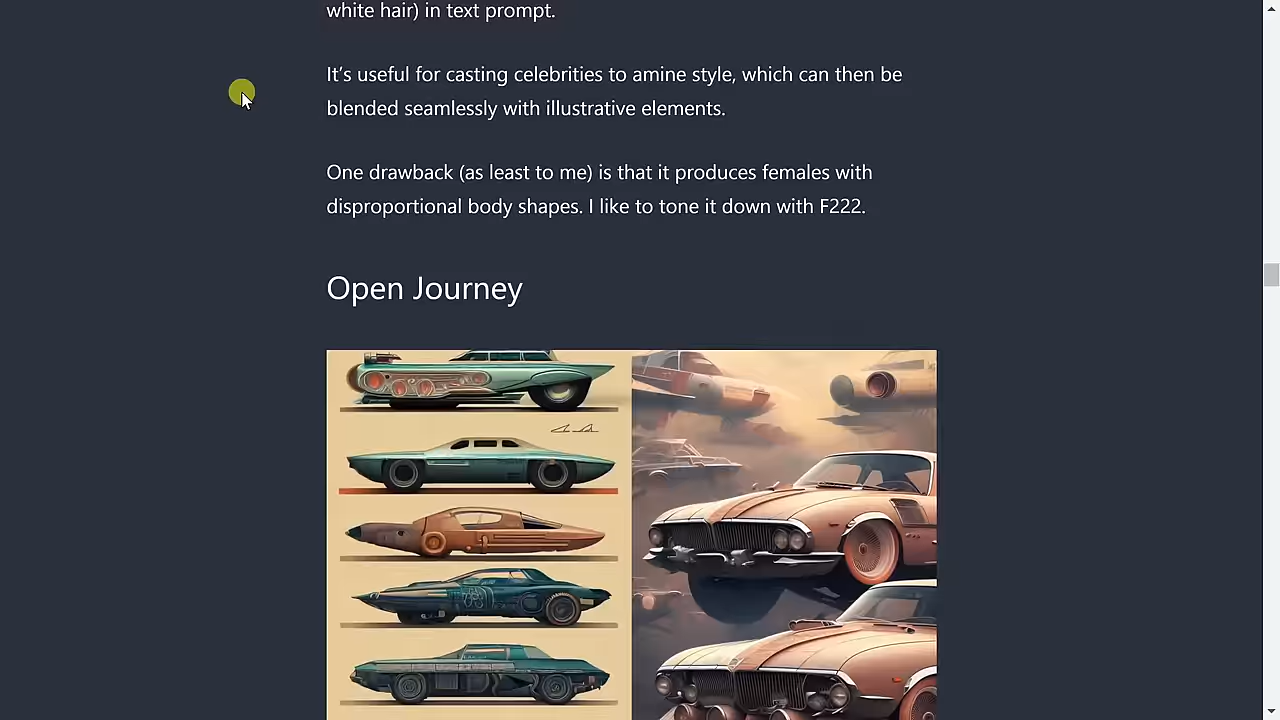 white hair) in text prompt.
It’s useful for casting celebrities to amine style, which can then be
blended seamlessly with illustrative elements.
One drawback (as least to me) is that it produces females with
disproportional body shapes. I like to tone it down with F222.
Open Journey